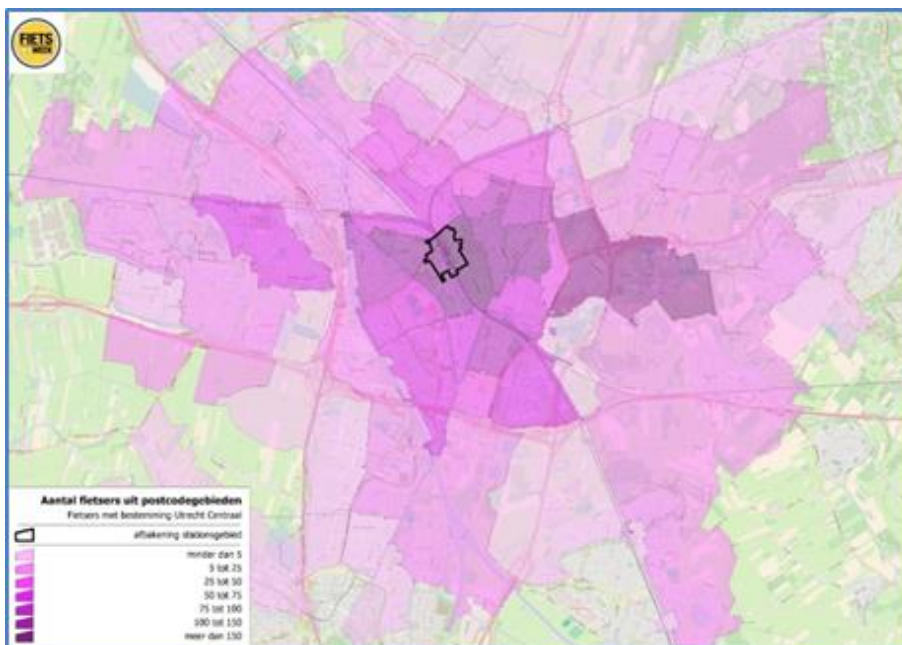 FIETS
WEEK
Aantal fietsers uit postcodegebieden
Fietsers met bestemming Utrecht Centraal
afbakening stationsgebied
minder dan 5
5 tot 25
25 tot 50
50 tot 75
75 tot 100
100 tot 150
meer dan 150